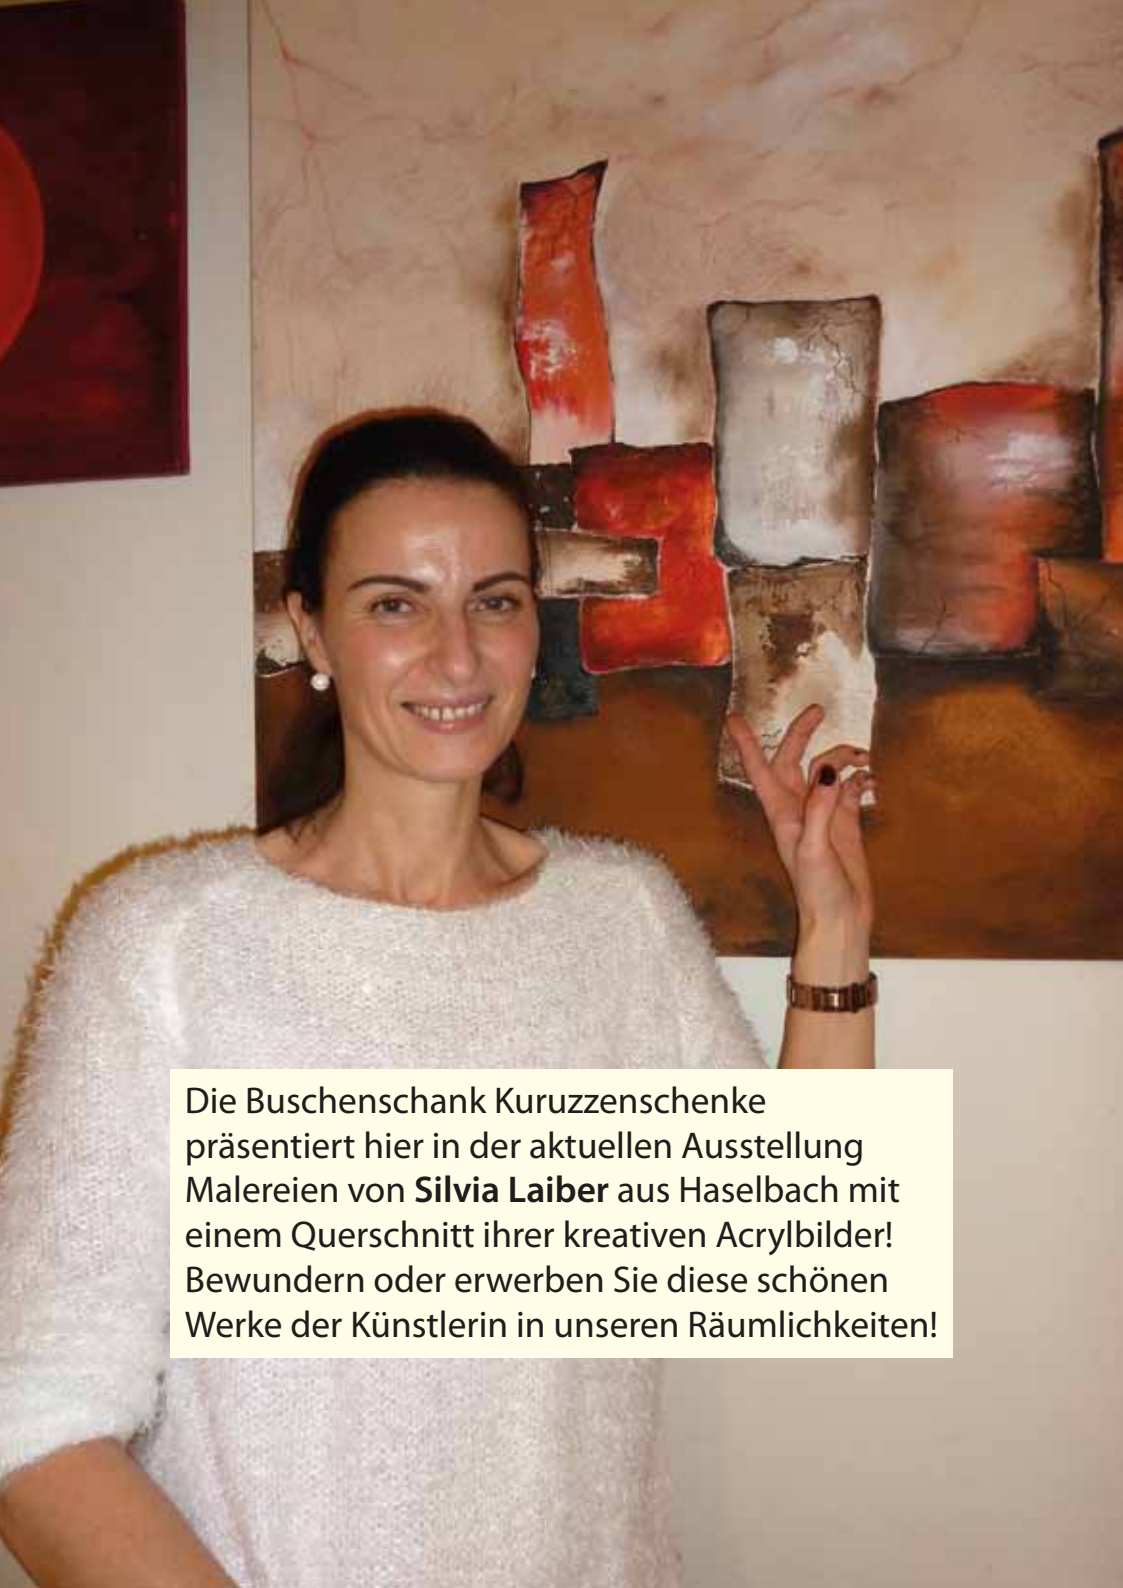 Die Buschenschank Kuruzzenschenke
präsentiert hier in der aktuellen Ausstellung
Malereien von Silvia Laiber aus Haselbach mit
einem Querschnitt ihrer kreativen Acrylbilder!
Bewundern oder erwerben Sie diese schönen
Werke der Künstlerin in unseren Räumlichkeiten!